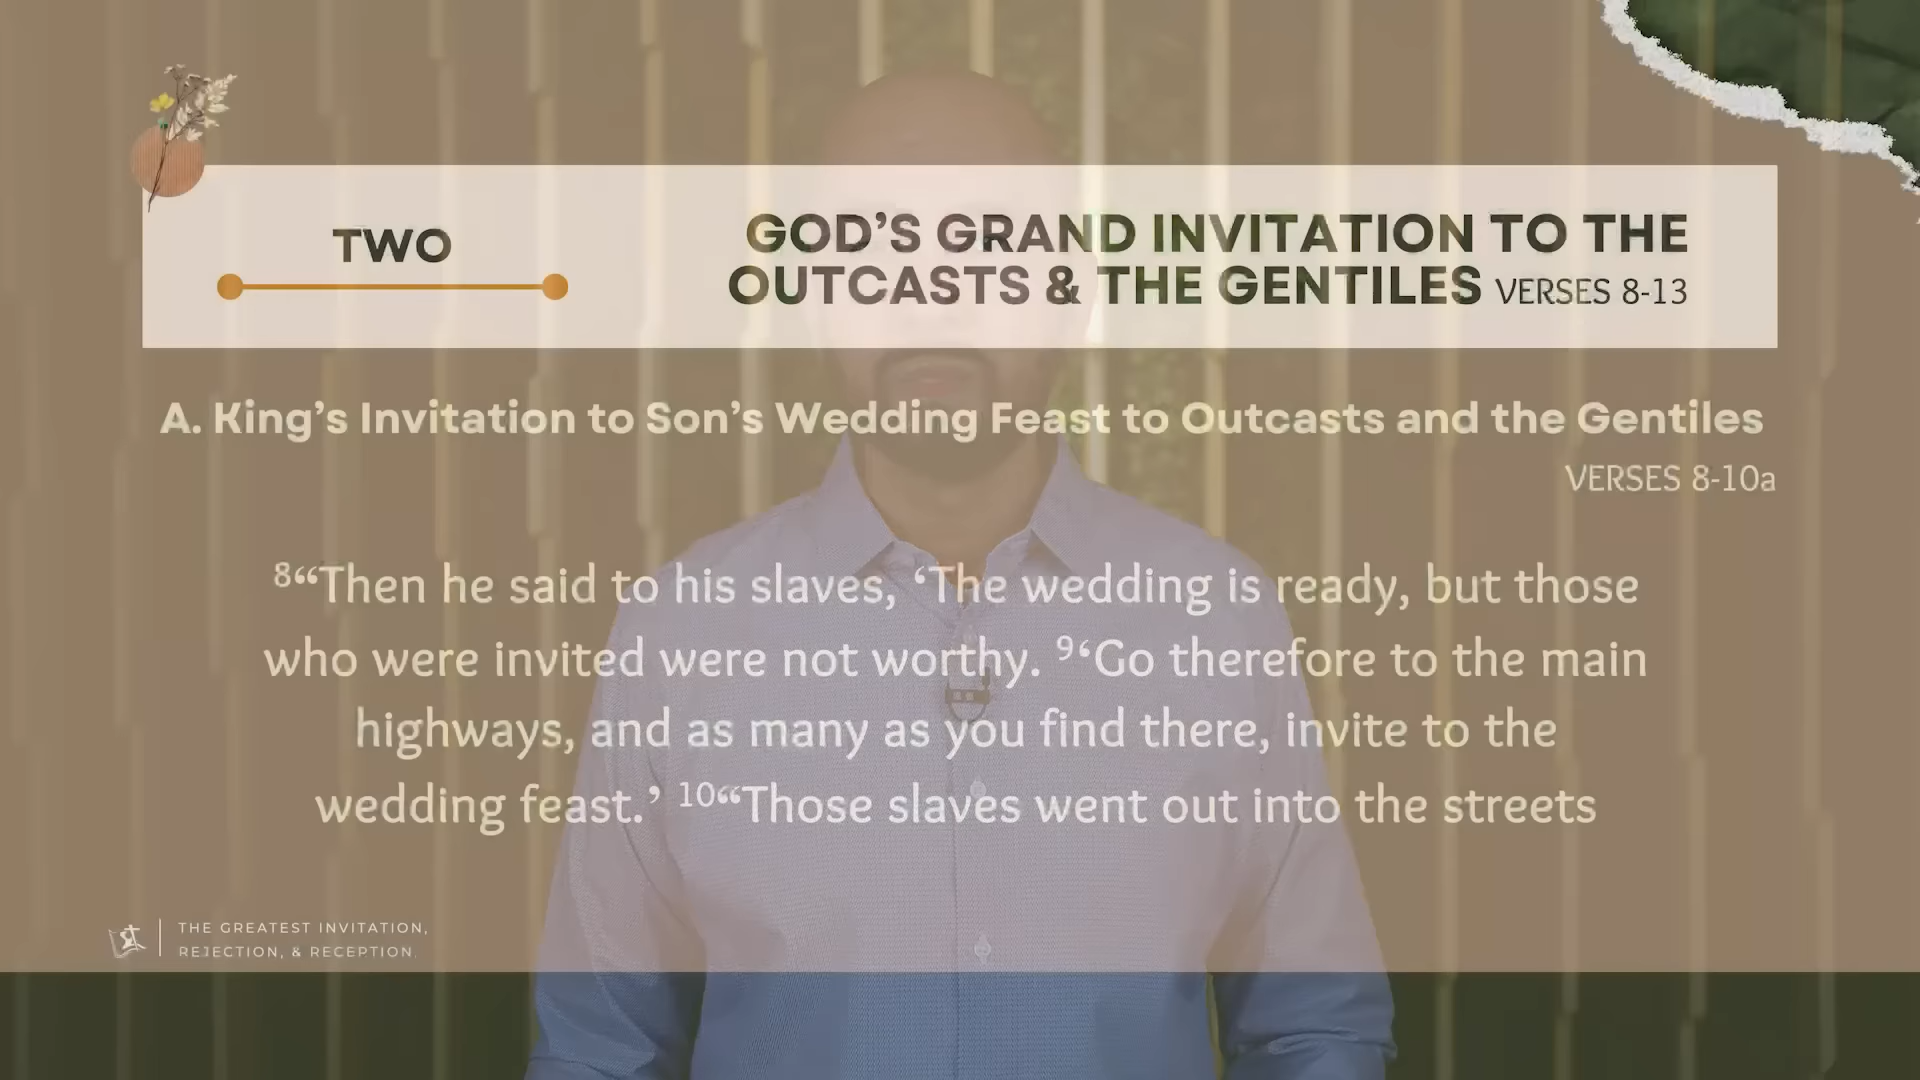 TWO
GOD’S GRAND INVITATION TO THE
OUTCASTS & THE GENTILES VERSES 8-13
A. King’s Invitation to Son’s Wedding Feast to Outcasts and the Gentiles
VERSES 8-10a
8“Then he said to his slaves, ‘The wedding is ready, but those
who were invited were not worthy. 9‘Go therefore to the main
highways, and as many as you find there, invite to the
wedding feast.’ 10“Those slaves went out into the streets
THE GREATEST INVITATION,
REJECTION, & RECEPTION